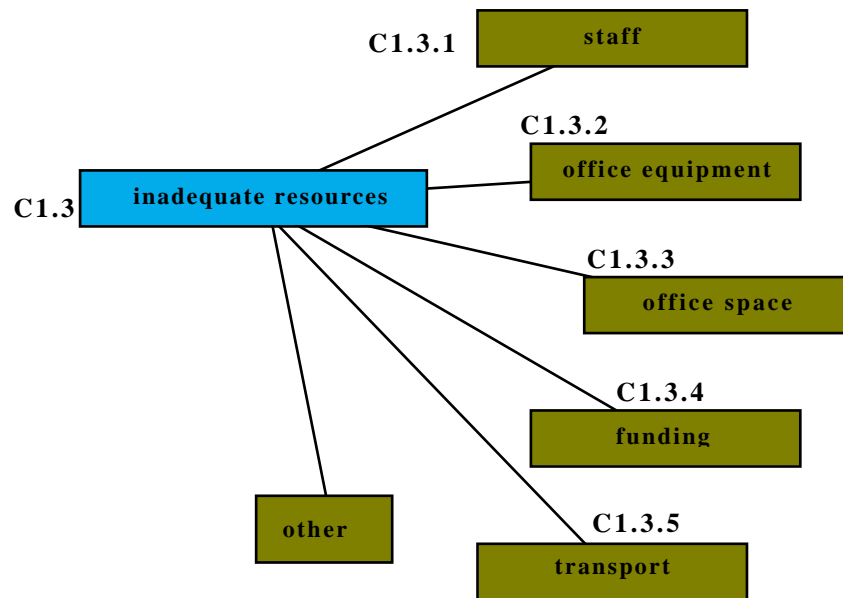 C1.3.1
staff
C1.3.2
office equipment
C1.3
inadequate resources
C1.3.3
office space
C1.3.4
funding
C1.3.5
other
transport